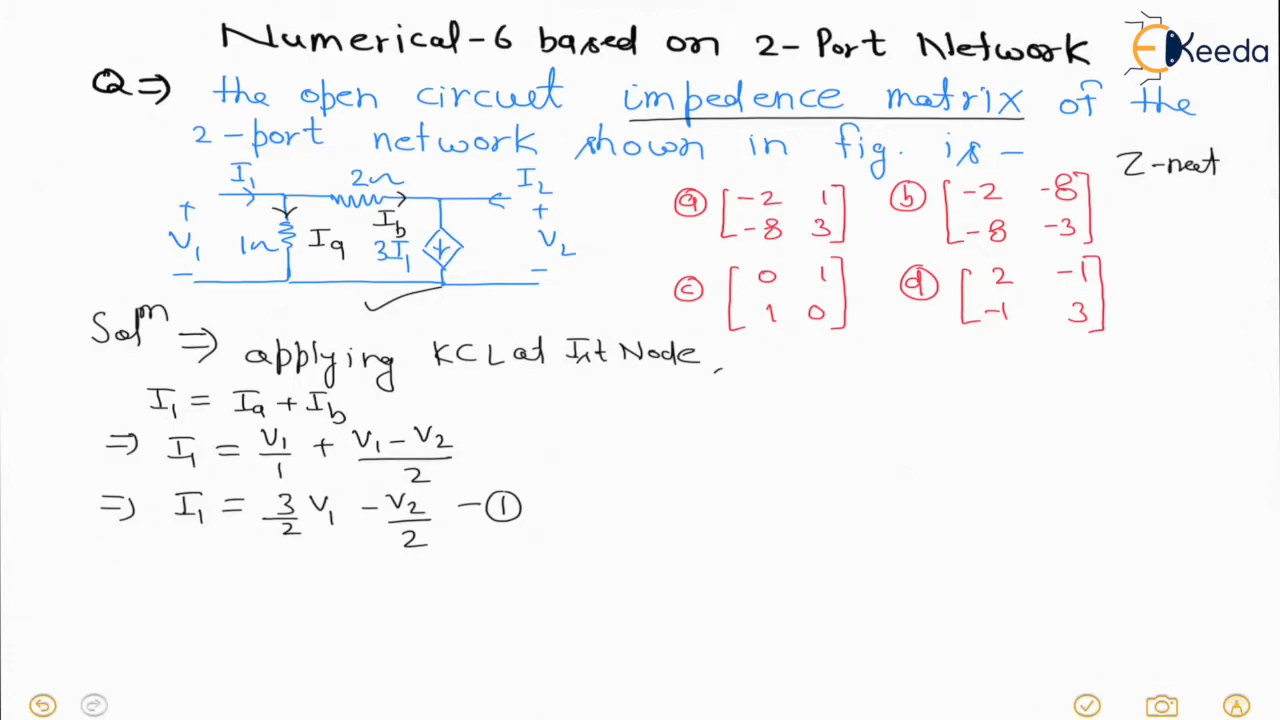 Numerical-6 based on 2-Port Network
Keeda
Q ⇒ the open circuet impedence matrix of the
2-port network shown in fig. is -
Z-
I1 2Ω I2
+ Ib +
V1 1Ω Ia 3I1 V2
- -
(a) [-2 1
-8 3]
(b) [-2 -8
-8 -3]
(c) [0 1
1 0]
(d) [2 -1
-1 3]
Solm ⇒ applying KCL at Ist Node,
I1 = Ia + Ib
⇒ I1 = V1/1 + (V1 - V2)/2
⇒ I1 = 3/2 V1 - V2/2 - (1)